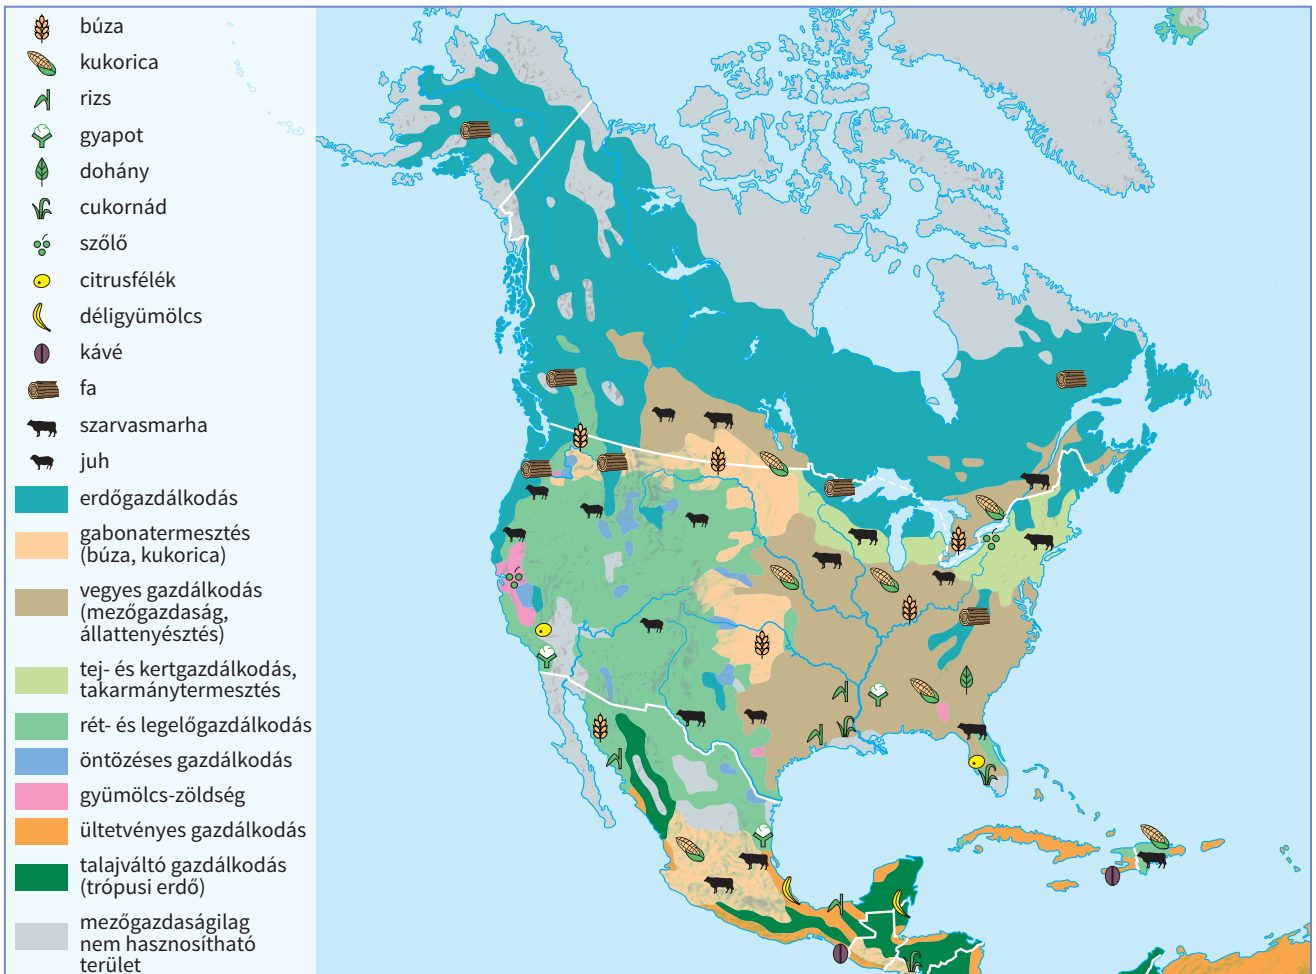 búza
kukorica
rizs
gyapot
dohány
cukornád
szőlő
citrusfélék
déligyümölcs
kávé
fa
szarvasmarha
juh
erdőgazdálkodás
gabonatermesztés
(búza, kukorica)
vegyes gazdálkodás
(mezőgazdaság,
állattenyésztés)
tej- és kertgazdálkodás,
takarmánytermesztés
rét- és legelőgazdálkodás
öntözéses gazdálkodás
gyümölcs-zöldség
ültetvényes gazdálkodás
talajváltó gazdálkodás
(trópusi erdő)
mezőgazdaságilag
nem hasznosítható
terület